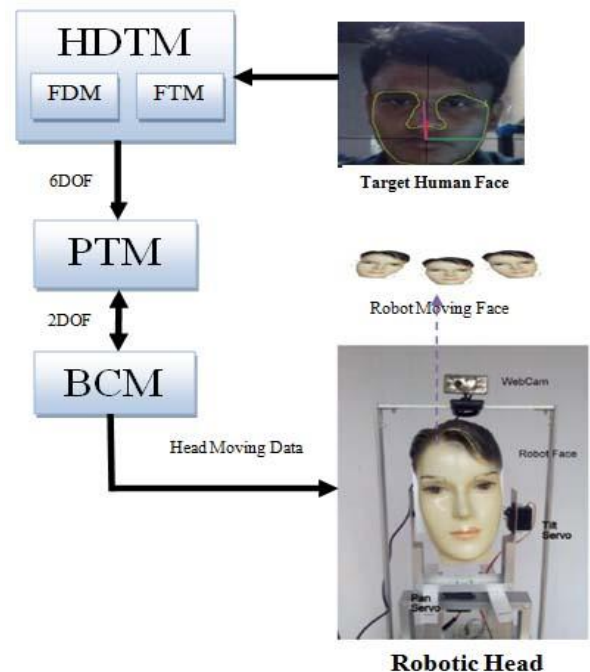 HDTM
FDM
FTM
Target Human Face
6DOF
PTM
2DOF
BCM
Head Moving Data
Robot Moving Face
WebCam
Robot Face
Tilt
Servo
Pan
Servo
Robotic Head